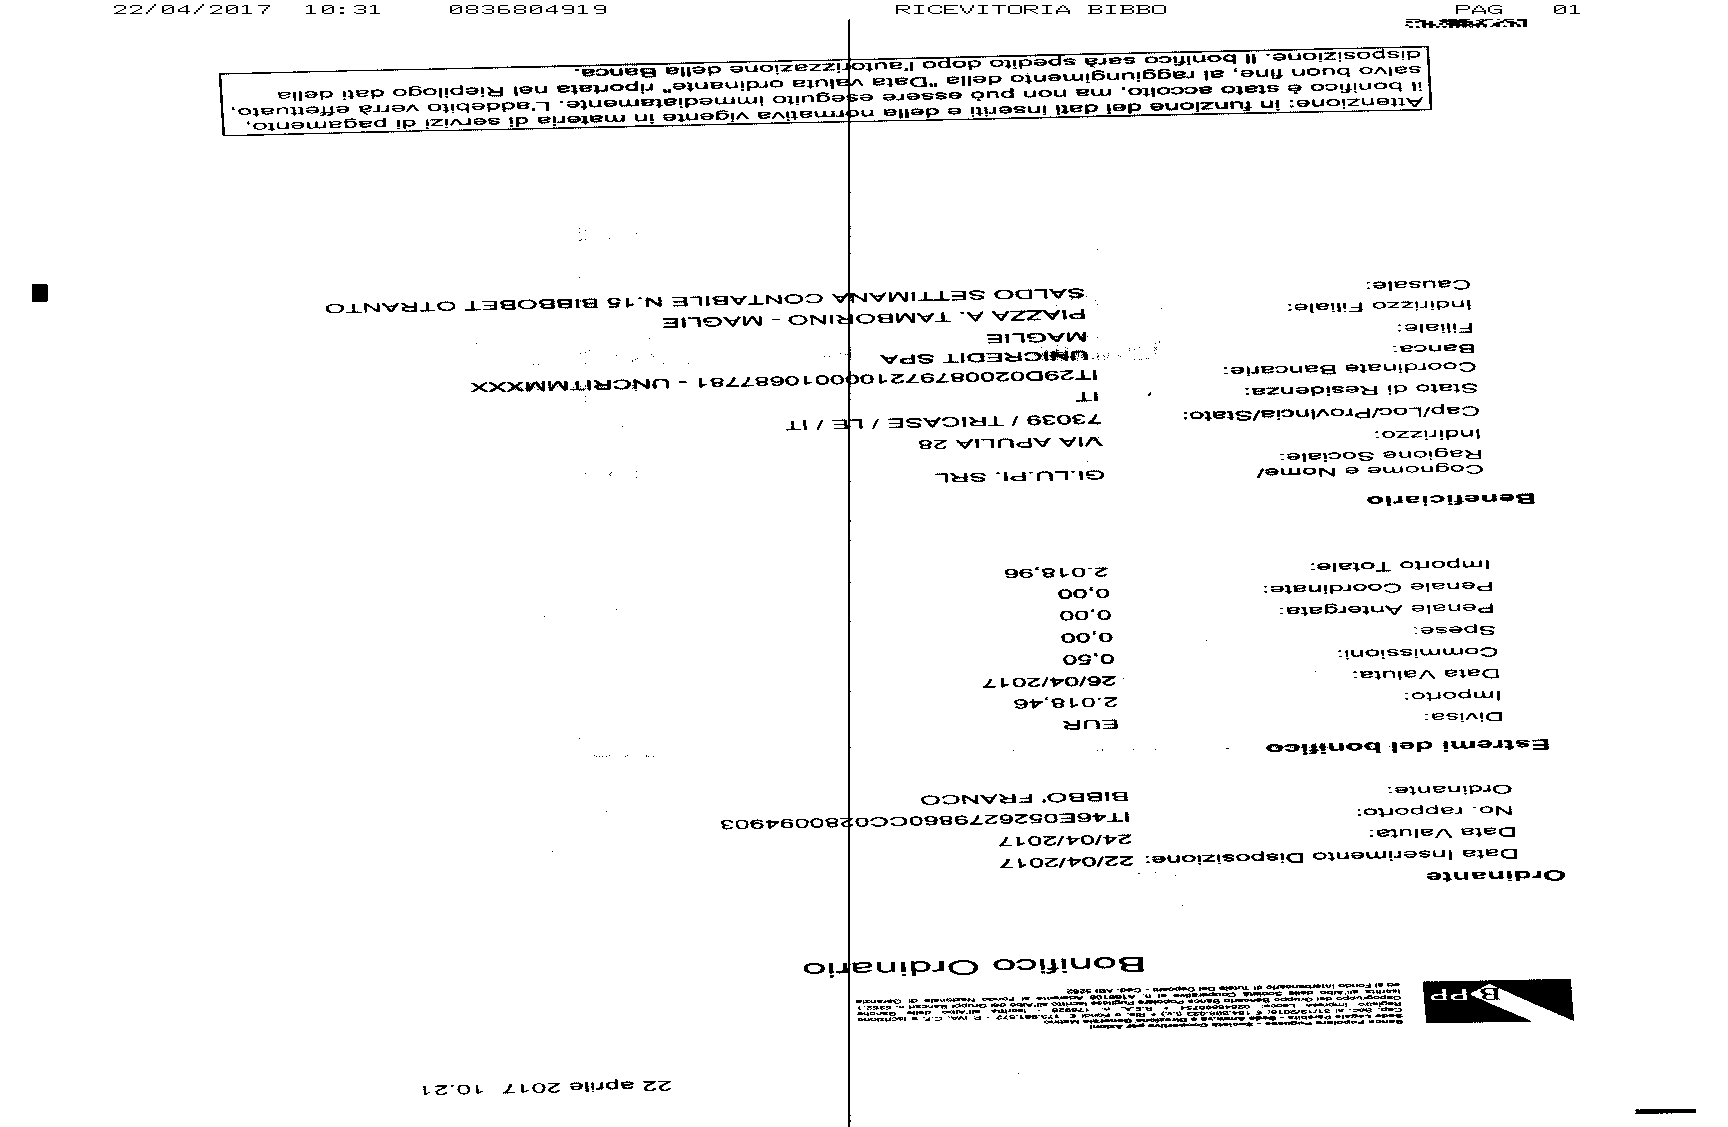 22/04/2017 10:31 0836804919 RICEVITORIA BIBBO PAG 01
22 aprile 2017 10.21
BPP
Banca Popolare Pugliese - Società Cooperativa per Azioni
Bonifico Ordinario
Ordinante
Data Inserimento Disposizione: 22/04/2017
Data Valuta: 24/04/2017
No. rapporto: IT46E0526279860CC0280094903
Ordinante: BIBBO' FRANCO
Estremi del bonifico
Divisa: EUR
Importo: 2.018,46
Data Valuta: 26/04/2017
Commissioni: 0,50
Spese: 0,00
Penale Antergata: 0,00
Penale Coordinate: 0,00
Importo Totale: 2.018,96
Beneficiario
Cognome e Nome/ GI.LU.PI. SRL
Ragione Sociale:
Indirizzo: VIA APULIA 28
Cap/Loc/Provincia/Stato: 73039 / TRICASE / LE / IT
Stato di Residenza: IT
Coordinate Bancarie: IT29D0200879721000010687781 - UNCRITMMXXX
Banca: UNICREDIT SPA
Filiale: MAGLIE
Indirizzo Filiale: PIAZZA A. TAMBORINO - MAGLIE
Causale: SALDO SETTIMANA CONTABILE N.15 BIBBOBET OTRANTO
Attenzione: in funzione dei dati inseriti e della normativa vigente in materia di servizi di pagamento,
il bonifico è stato accolto, ma non può essere eseguito immediatamente. L'addebito verrà effettuato,
salvo buon fine, al raggiungimento della "Data valuta ordinante" riportata nel Riepilogo dati della
disposizione. Il bonifico sarà spedito dopo l'autorizzazione della Banca.